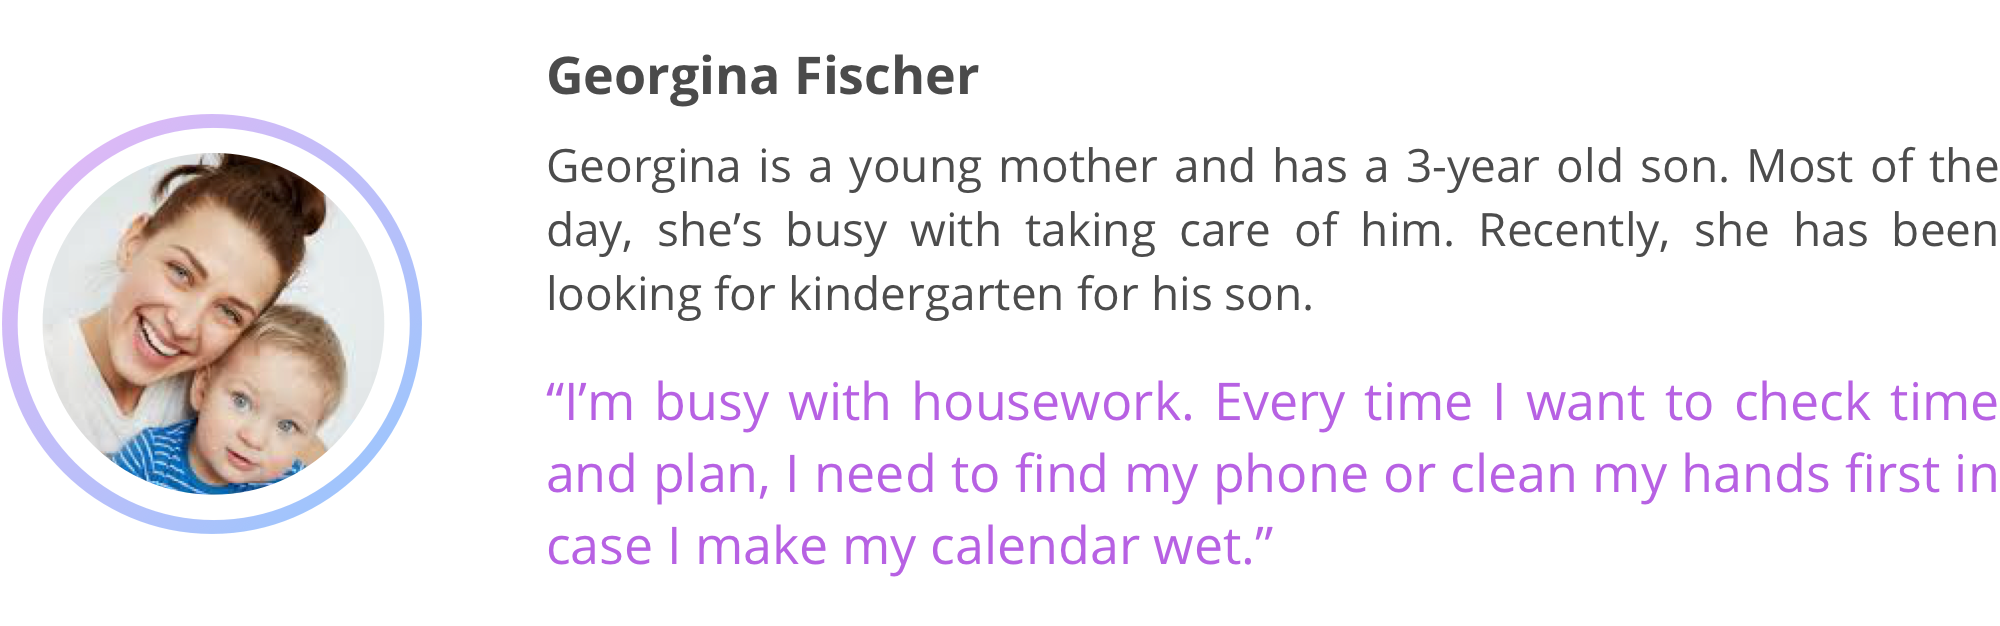 Georgina Fischer
Georgina is a young mother and has a 3-year old son. Most of the
day, she’s busy with taking care of him. Recently, she has been
looking for kindergarten for his son.
“I’m busy with housework. Every time I want to check time
and plan, I need to find my phone or clean my hands first in
case I make my calendar wet.”